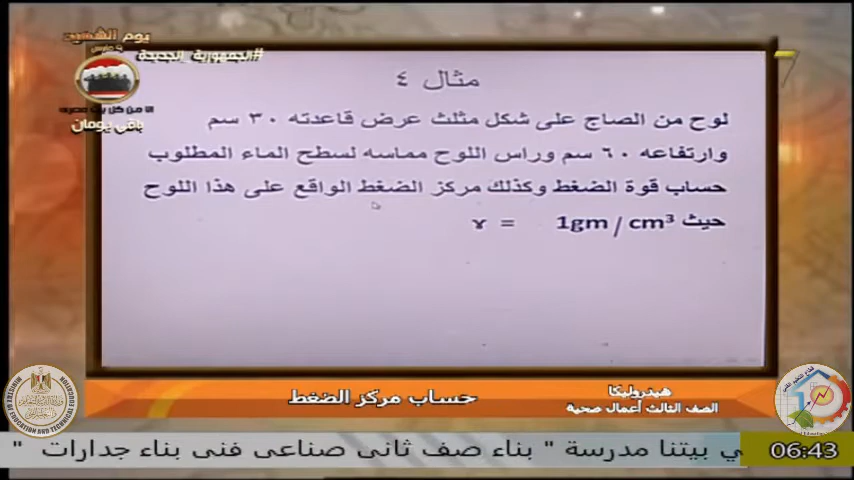 يوم الشهيد
٩ مارس
#الجمهورية_الجديدة
باقي يومان
مثال ٤
لوح من الصاج على شكل مثلث عرض قاعدته ٣٠ سم
وارتفاعه ٦٠ سم وراس اللوح مماسه لسطح الماء المطلوب
حساب قوة الضغط وكذلك مركز الضغط الواقع على هذا اللوح
حيث ɤ = 1gm / cm³
هيدروليكا
الصف الثالث أعمال صحية
حساب مركز الضغط
ي بيتنا مدرسة " بناء صف ثانى صناعى فنى بناء جدارات "
06:43